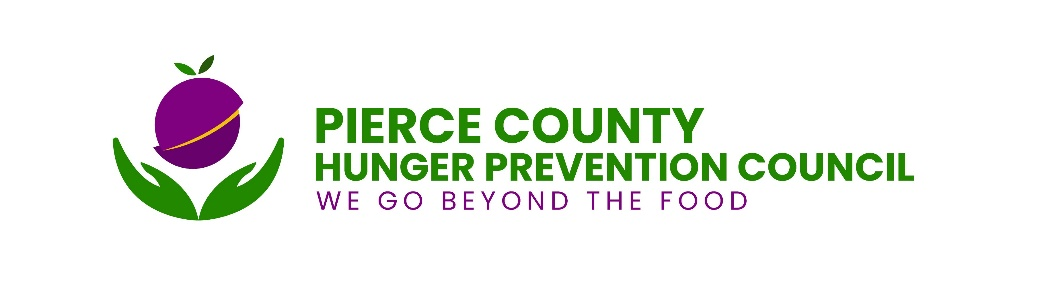 PIERCE COUNTY
HUNGER PREVENTION COUNCIL
WE GO BEYOND THE FOOD